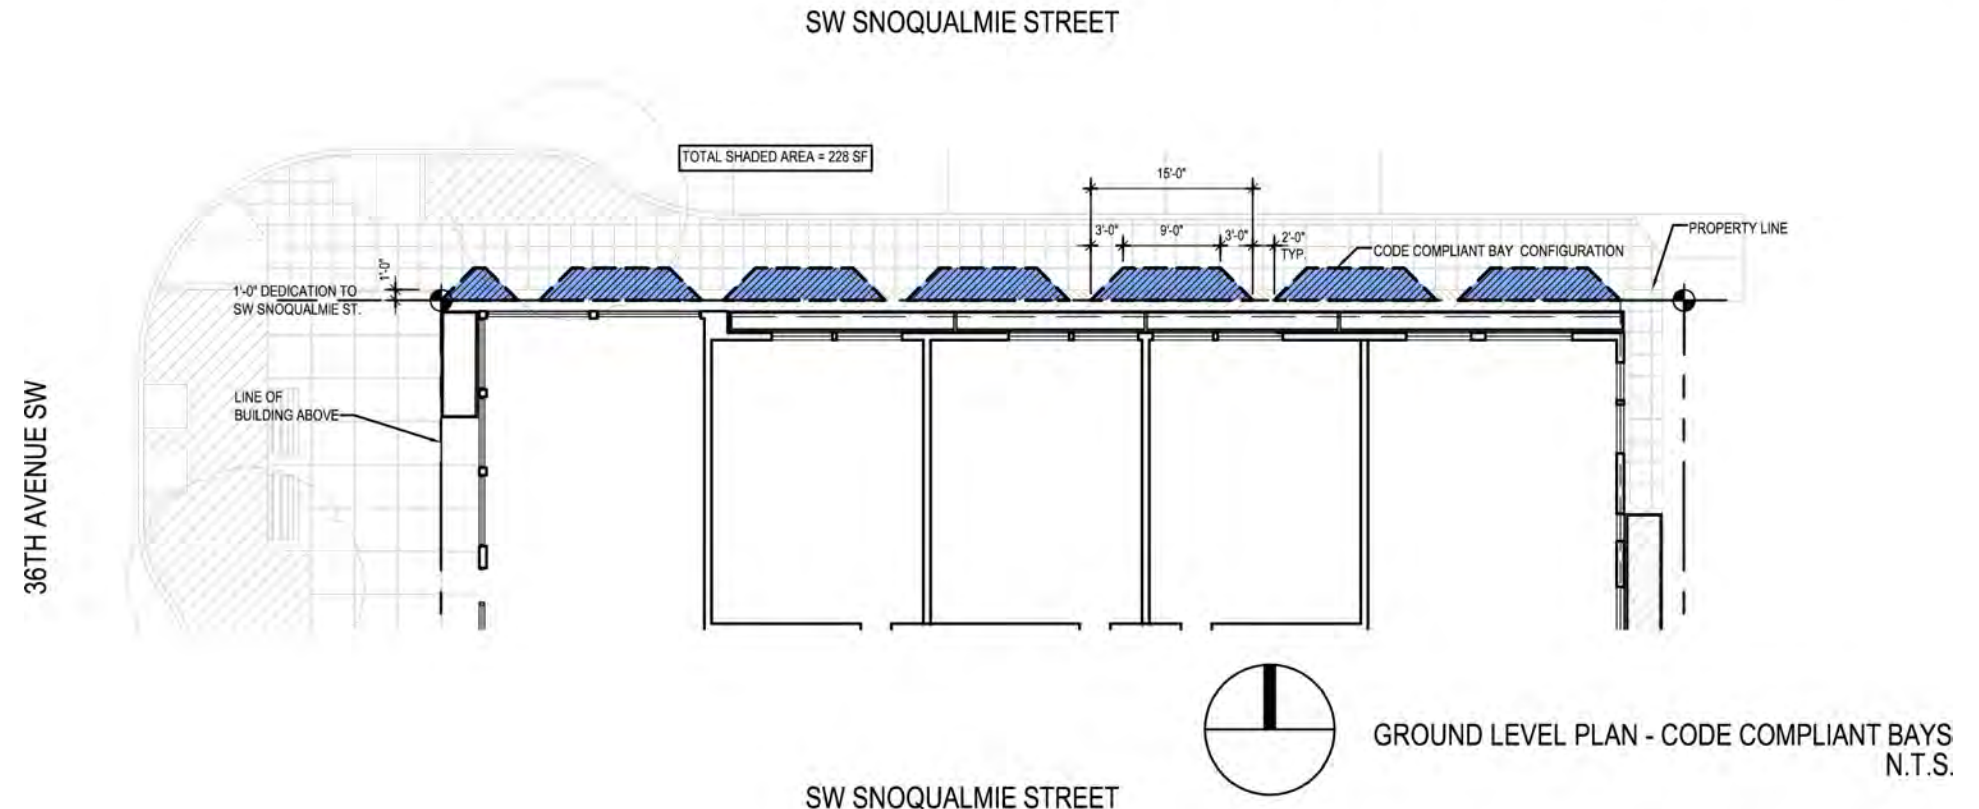 SW SNOQUALMIE STREET
TOTAL SHADED AREA = 228 SF
15'-0"
3'-0"
9'-0"
3'-0"
2'-0"
TYP.
PROPERTY LINE
CODE COMPLIANT BAY CONFIGURATION
1'-0"
1'-0" DEDICATION TO
SW SNOQUALMIE ST.
LINE OF
BUILDING ABOVE
36TH AVENUE SW
GROUND LEVEL PLAN - CODE COMPLIANT BAYS
N.T.S.
SW SNOQUALMIE STREET